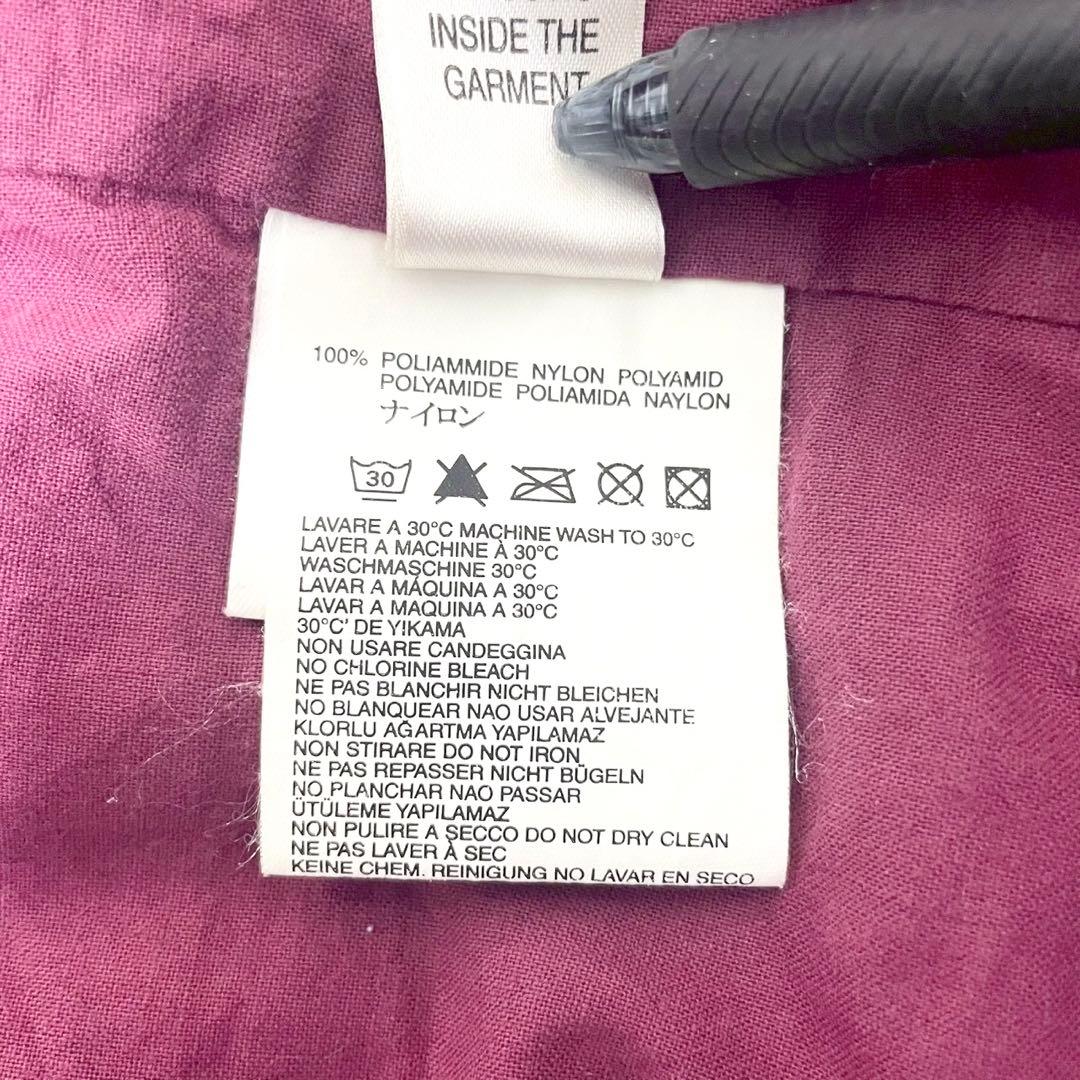 INSIDE THE
GARMENT
100% POLIAMMIDE NYLON POLYAMID
POLYAMIDE POLIAMIDA NAYLON
ナイロン
30
LAVARE A 30°C MACHINE WASH TO 30°C
LAVER A MACHINE À 30°C
WASCHMASCHINE 30°C
LAVAR A MÁQUINA A 30°C
LAVAR A MAQUINA A 30°C
30°C' DE YIKAMA
NON USARE CANDEGGINA
NO CHLORINE BLEACH
NE PAS BLANCHIR NICHT BLEICHEN
NO BLANQUEAR NAO USAR ALVEJANTE
KLORLU AĞARTMA YAPILAMAZ
NON STIRARE DO NOT IRON
NE PAS REPASSER NICHT BÜGELN
NO PLANCHAR NAO PASSAR
ÜTÜLEME YAPILAMAZ
NON PULIRE A SECCO DO NOT DRY CLEAN
NE PAS LAVER À SEC
KEINE CHEM. REINIGUNG NO LAVAR EN SECO